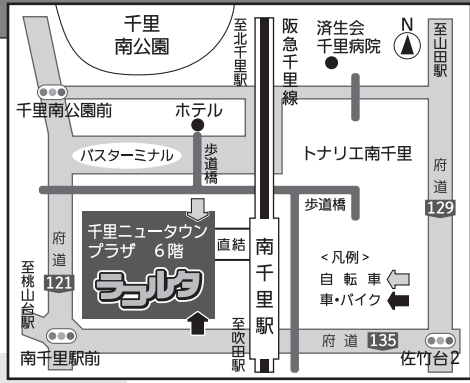 千里
南公園
至北千里駅
阪急千里線
済生会
千里病院
N
至山田駅
千里南公園前
ホテル
バスターミナル
歩道橋
トナリエ南千里
府道
129
歩道橋
千里ニュータウン
プラザ 6階
ラコルタ
直結
南千里駅
<凡例>
自転車
車・バイク
府道
121
至桃山台駅
南千里駅前
至吹田駅
府道 135
佐竹台2